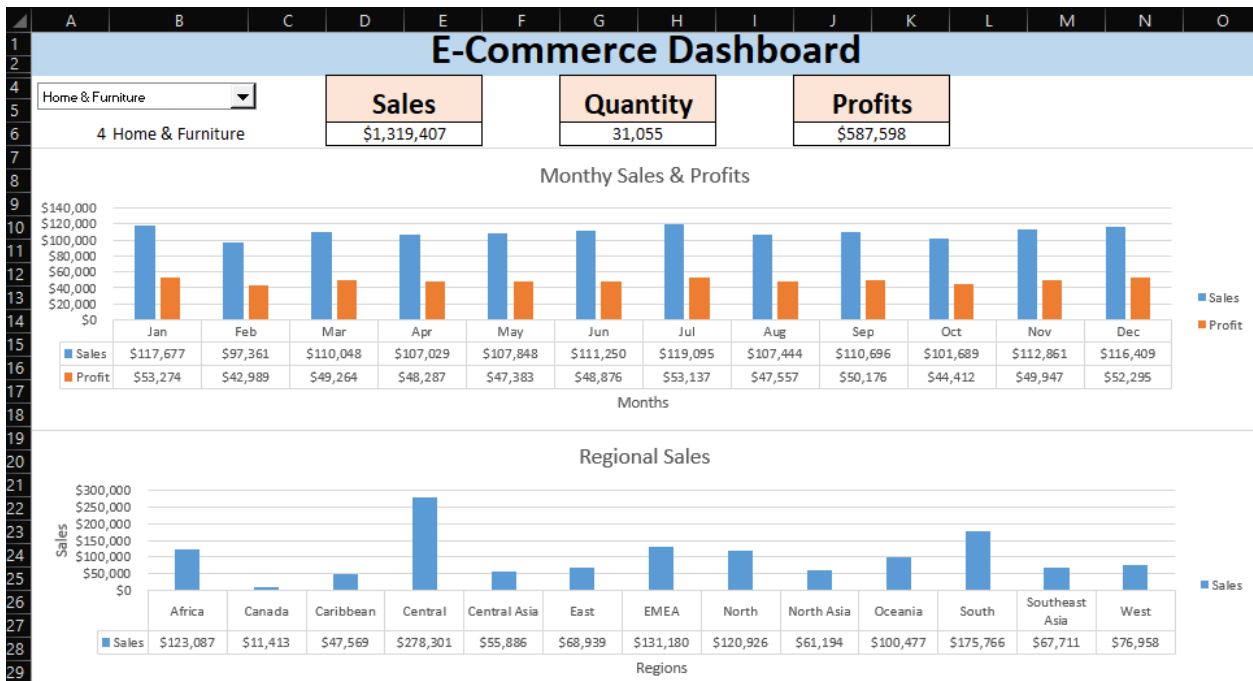 A B C D E F G H I J K L M N O
1
2
E-Commerce Dashboard
4
5
6
Home & Furniture
Sales Quantity Profits
4 Home & Furniture $1,319,407 31,055 $587,598
7
8
9
10
11
12
13
14
15
16
17
18
Monthy Sales & Profits
$140,000
$120,000
$100,000
$80,000
$60,000
$40,000
$20,000
$0
Jan Feb Mar Apr May Jun Jul Aug Sep Oct Nov Dec
Sales $117,677 $97,361 $110,048 $107,029 $107,848 $111,250 $119,095 $107,444 $110,696 $101,689 $112,861 $116,409
Profit $53,274 $42,989 $49,264 $48,287 $47,383 $48,876 $53,137 $47,557 $50,176 $44,412 $49,947 $52,295
Months
Sales
Profit
19
20
21
22
23
24
25
26
27
28
29
Regional Sales
Sales
$300,000
$250,000
$200,000
$150,000
$100,000
$50,000
$0
Africa Canada Caribbean Central Central Asia East EMEA North North Asia Oceania South Southeast Asia West
Sales $123,087 $11,413 $47,569 $278,301 $55,886 $68,939 $131,180 $120,926 $61,194 $100,477 $175,766 $67,711 $76,958
Regions
Sales